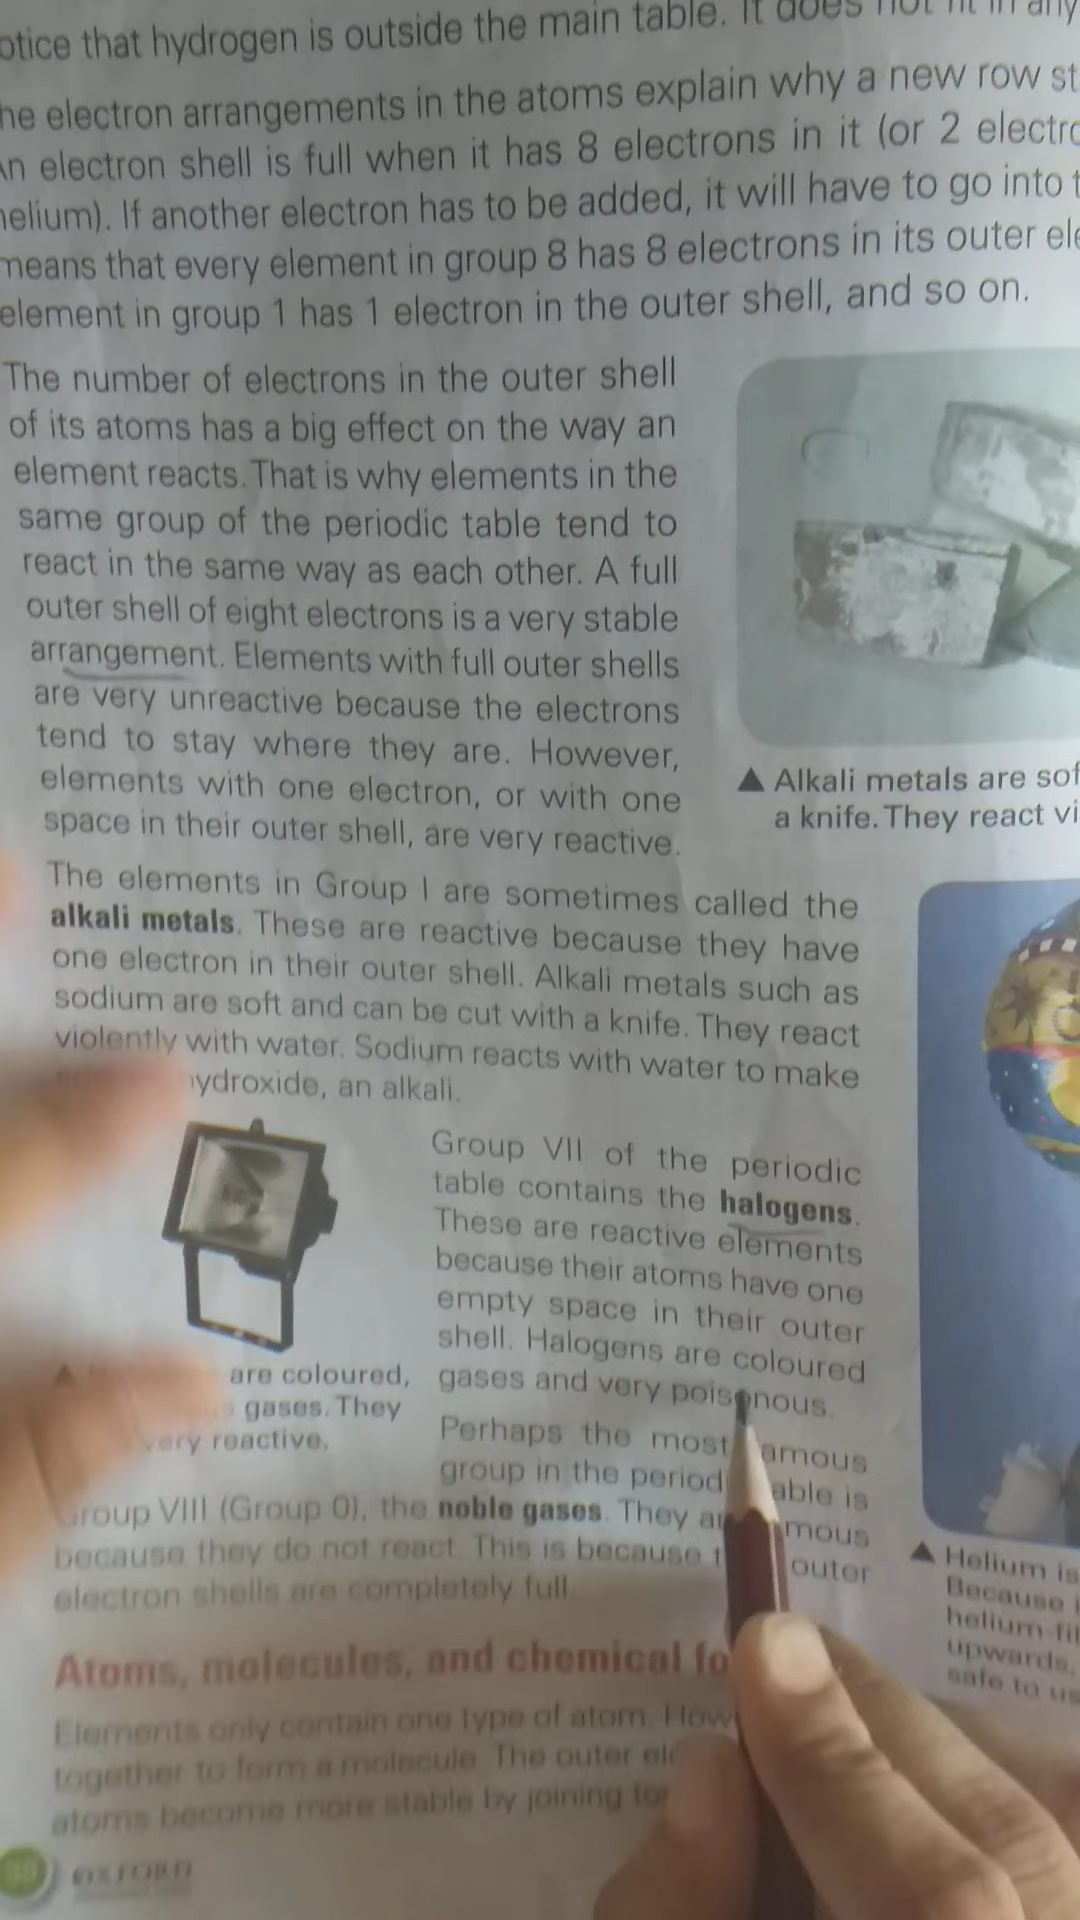 otice that hydrogen is outside the main table. It does not fit in any
he electron arrangements in the atoms explain why a new row st
An electron shell is full when it has 8 electrons in it (or 2 electro
helium). If another electron has to be added, it will have to go into t
means that every element in group 8 has 8 electrons in its outer ele
element in group 1 has 1 electron in the outer shell, and so on.
The number of electrons in the outer shell
of its atoms has a big effect on the way an
element reacts. That is why elements in the
same group of the periodic table tend to
react in the same way as each other. A full
outer shell of eight electrons is a very stable
arrangement. Elements with full outer shells
are very unreactive because the electrons
tend to stay where they are. However,
elements with one electron, or with one
space in their outer shell, are very reactive.
▲ Alkali metals are sof
a knife. They react vi
The elements in Group I are sometimes called the
alkali metals. These are reactive because they have
one electron in their outer shell. Alkali metals such as
sodium are soft and can be cut with a knife. They react
violently with water. Sodium reacts with water to make
ydroxide, an alkali.
Group VII of the periodic
table contains the halogens.
These are reactive elements
because their atoms have one
empty space in their outer
shell. Halogens are coloured
gases and very poisonous.
▲ are coloured,
gases. They
very reactive.
Perhaps the most amous
group in the period able is
Group VIII (Group 0), the noble gases. They ar mous
because they do not react. This is because t outer
electron shells are completely full.
▲ Helium is
Because i
helium-fil
upwards,
safe to us
Atoms, molecules, and chemical fo
Elements only contain one type of atom. How
together to form a molecule. The outer ele
atoms become more stable by joining to
38 OXFORD